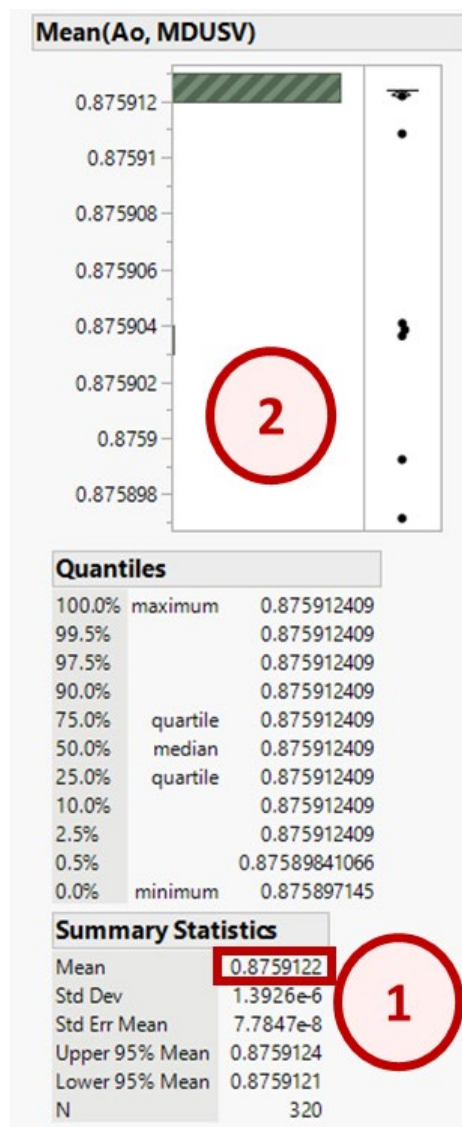 Mean(Ao, MDUSV)
0.875912
0.87591
0.875908
0.875906
0.875904
0.875902
0.8759
0.875898
2
Quantiles
100.0% maximum 0.875912409
99.5% 0.875912409
97.5% 0.875912409
90.0% 0.875912409
75.0% quartile 0.875912409
50.0% median 0.875912409
25.0% quartile 0.875912409
10.0% 0.875912409
2.5% 0.875912409
0.5% 0.87589841066
0.0% minimum 0.875897145
Summary Statistics
Mean 0.8759122
Std Dev 1.3926e-6
Std Err Mean 7.7847e-8
Upper 95% Mean 0.8759124
Lower 95% Mean 0.8759121
N 320
1